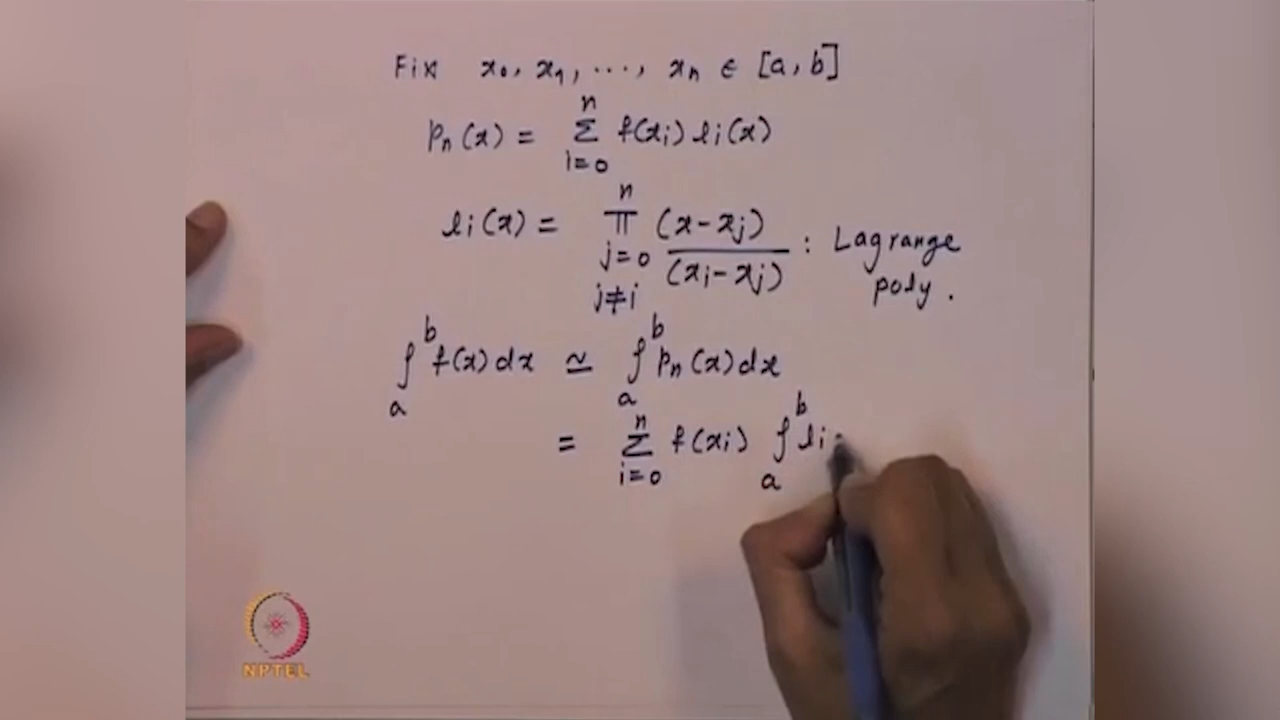 Fix x₀, x₁, ..., xₙ ∈ [a, b]
pₙ(x) = Σ_{i=0}^{n} f(xᵢ) lᵢ(x)
lᵢ(x) = Π_{j=0, j≠i}^{n} (x-xⱼ)/(xᵢ-xⱼ) : Lagrange
poly.
∫_a^b f(x) dx ≃ ∫_a^b pₙ(x) dx
= Σ_{i=0}^{n} f(xᵢ) ∫_a^b lᵢ
NPTEL